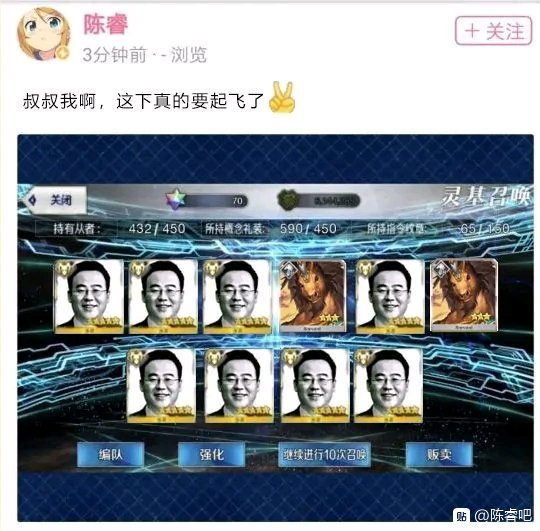 陈睿
3分钟前 · - 浏览
+ 关注
叔叔我啊，这下真的要起飞了
关闭
70
灵基召唤
持有从者： 432/450
所持概念礼装： 590/450
所持指令纹章： 65/150
编队
强化
继续进行10次召唤
贩卖
贴 @陈睿吧